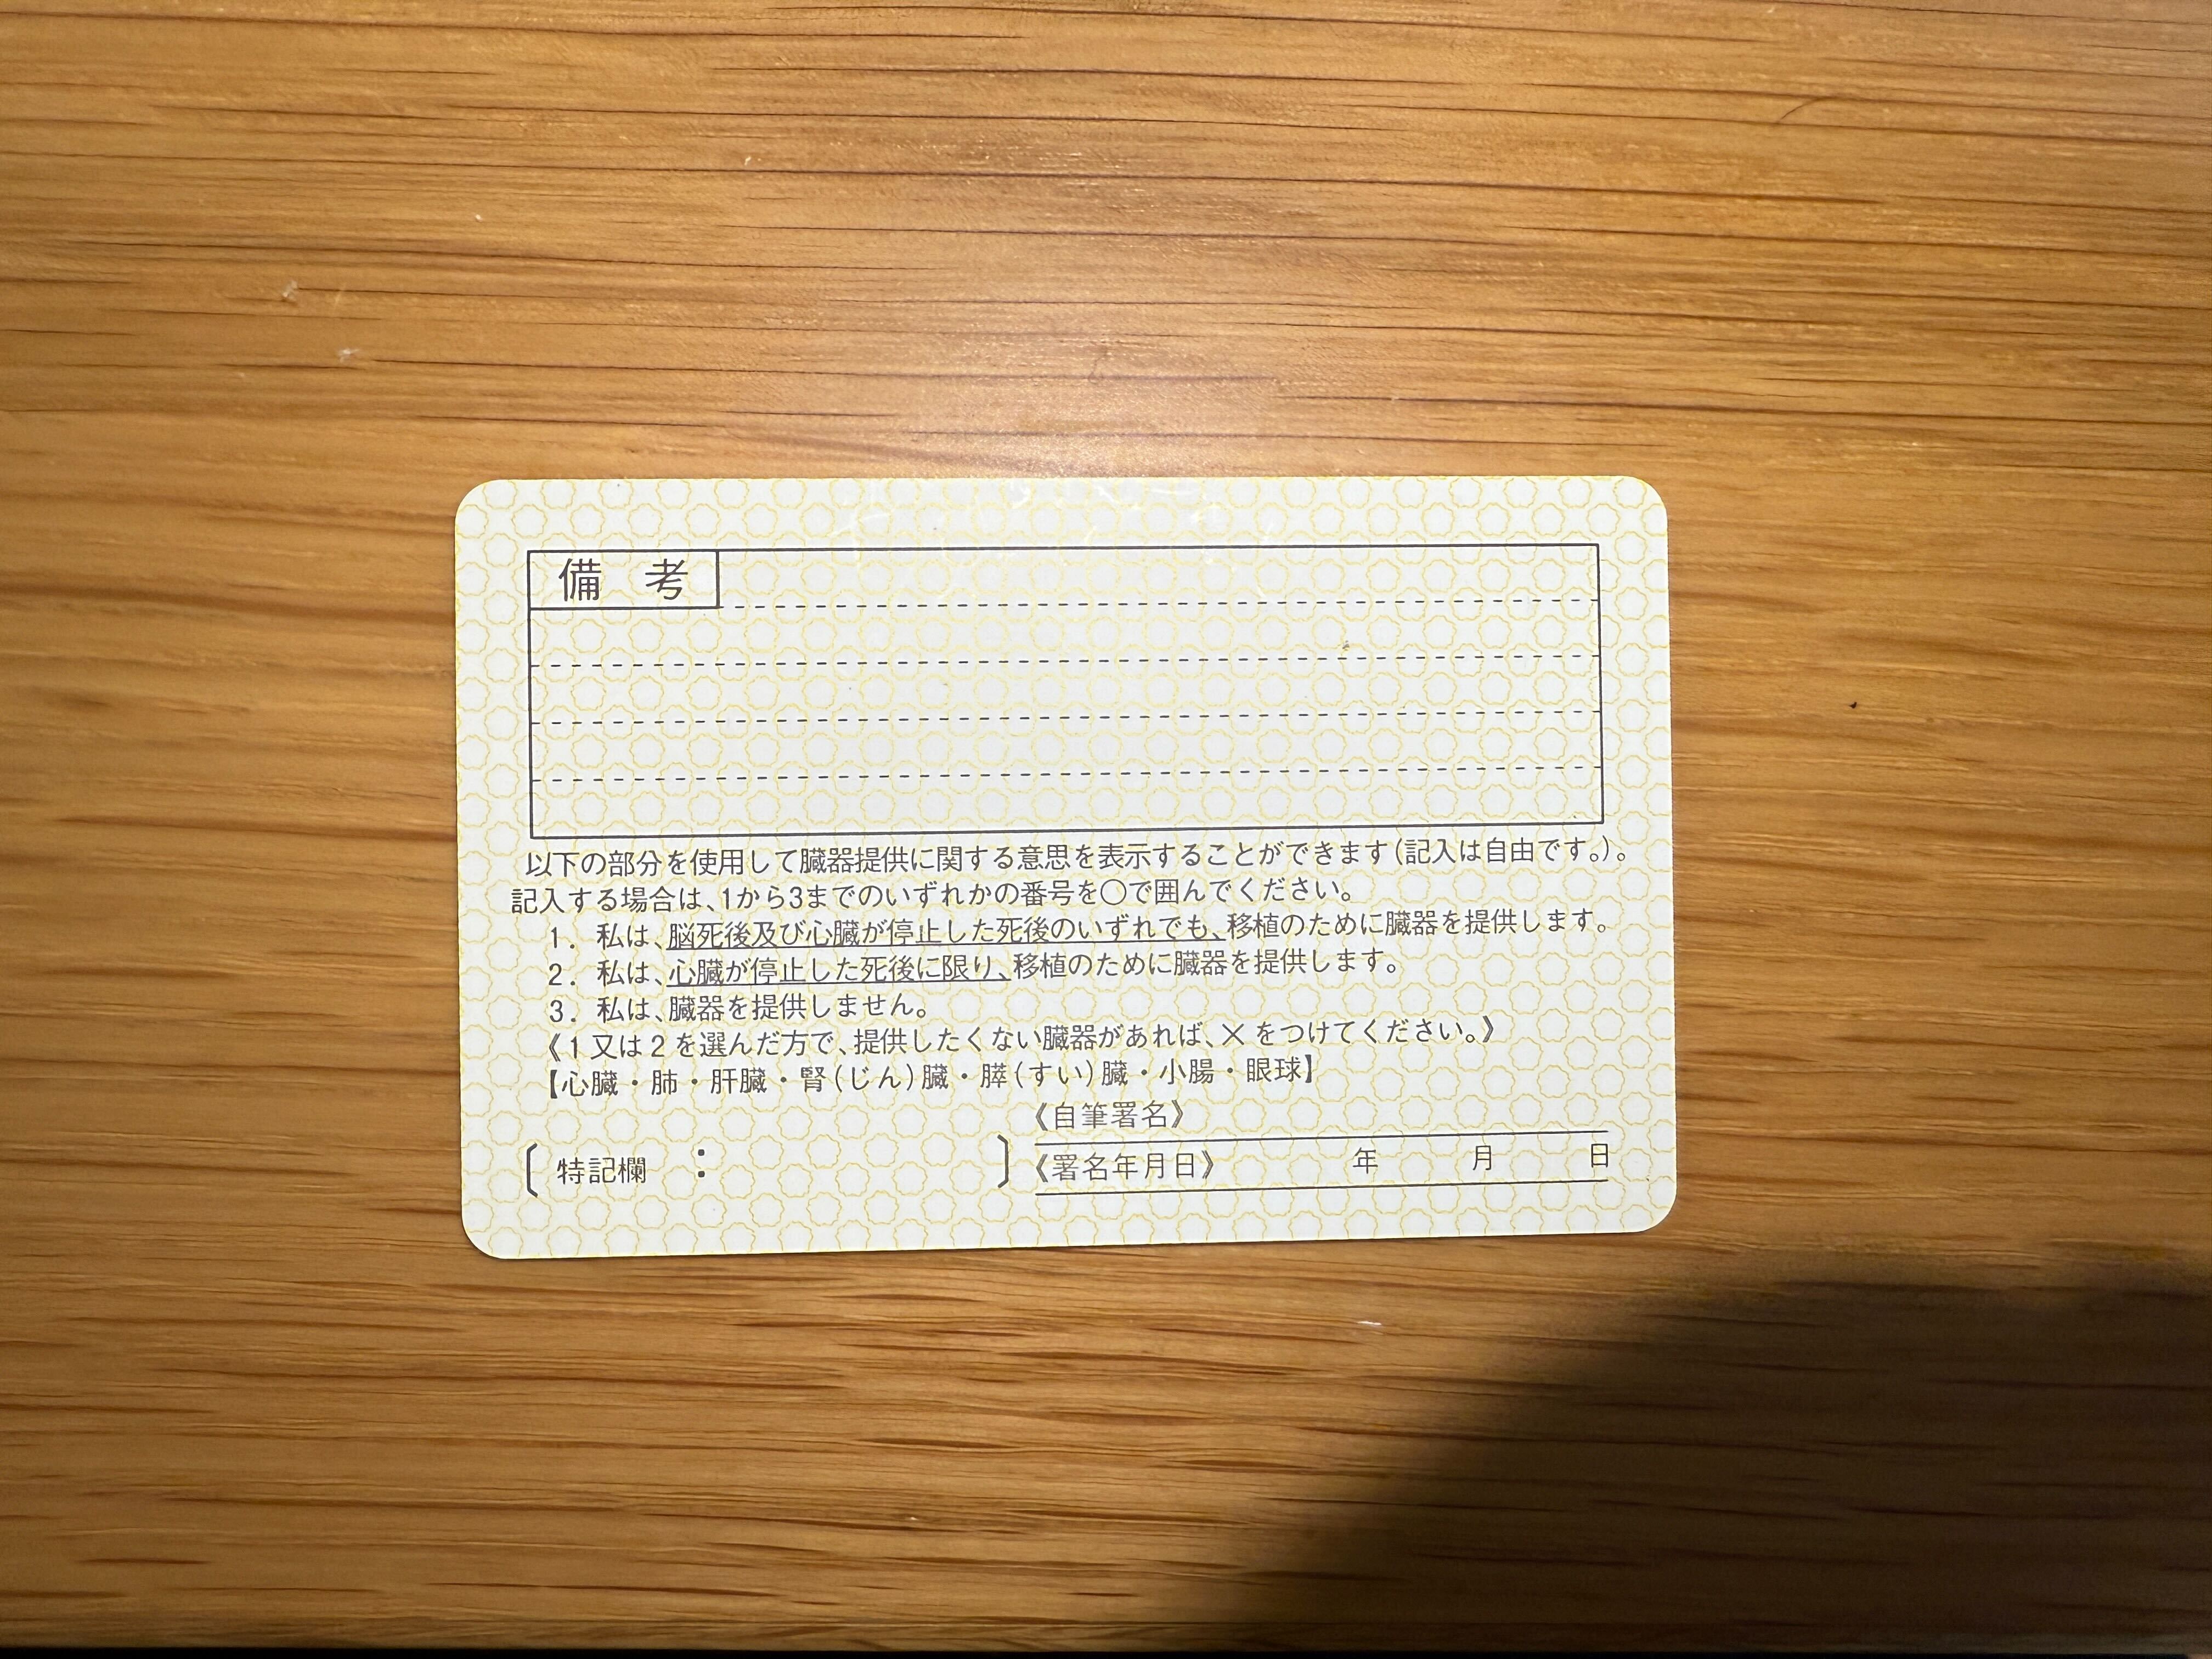 備 考
以下の部分を使用して臓器提供に関する意思を表示することができます(記入は自由です。)。
記入する場合は、1から3までのいずれかの番号を〇で囲んでください。
1. 私は、脳死後及び心臓が停止した死後のいずれでも、移植のために臓器を提供します。
2. 私は、心臓が停止した死後に限り、移植のために臓器を提供します。
3. 私は、臓器を提供しません。
《1又は2を選んだ方で、提供したくない臓器があれば、×をつけてください。》
【心臓・肺・肝臓・腎(じん)臓・膵(すい)臓・小腸・眼球】
《自筆署名》
〔特記欄 : 〕《署名年月日》 年 月 日